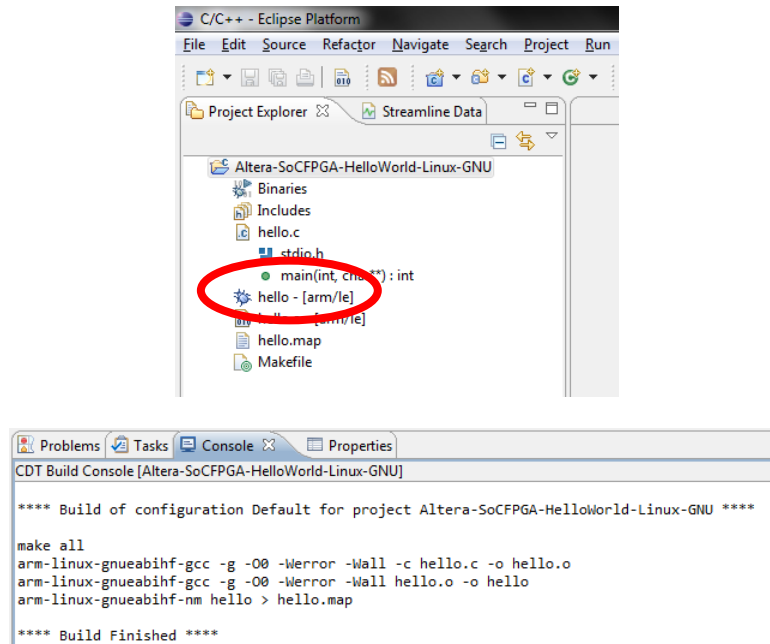 C/C++ - Eclipse Platform
File Edit Source Refactor Navigate Search Project Run
Project Explorer Streamline Data
Altera-SoCFPGA-HelloWorld-Linux-GNU
Binaries
Includes
hello.c
stdio.h
main(int, char**) : int
hello - [arm/le]
[arm/le]
hello.map
Makefile
Problems Tasks Console Properties
CDT Build Console [Altera-SoCFPGA-HelloWorld-Linux-GNU]
**** Build of configuration Default for project Altera-SoCFPGA-HelloWorld-Linux-GNU ****
make all
arm-linux-gnueabihf-gcc -g -O0 -Werror -Wall -c hello.c -o hello.o
arm-linux-gnueabihf-gcc -g -O0 -Werror -Wall hello.o -o hello
arm-linux-gnueabihf-nm hello > hello.map
**** Build Finished ****